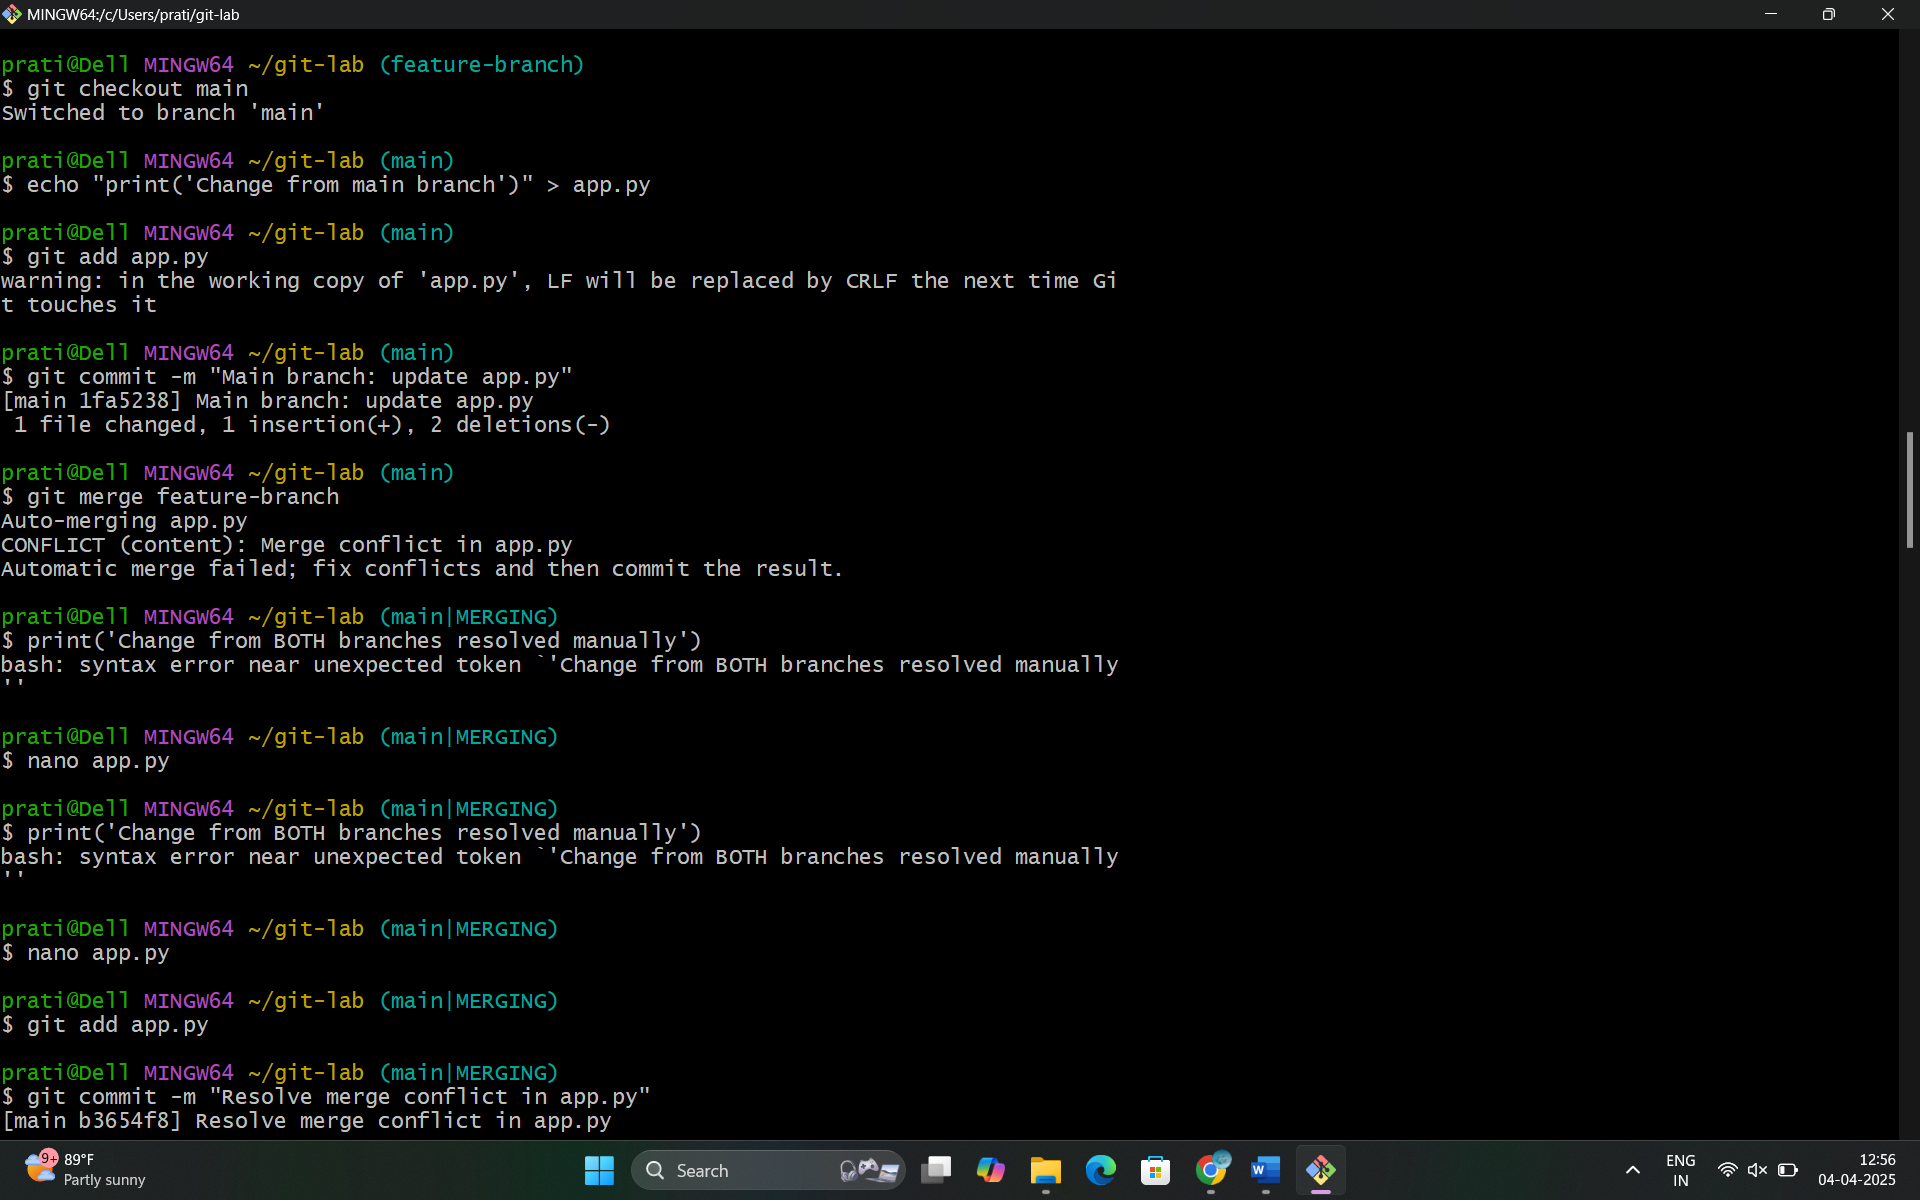 MINGW64:/c/Users/prati/git-lab
prati@Dell MINGW64 ~/git-lab (feature-branch)
$ git checkout main
Switched to branch 'main'
prati@Dell MINGW64 ~/git-lab (main)
$ echo "print('Change from main branch')" > app.py
prati@Dell MINGW64 ~/git-lab (main)
$ git add app.py
warning: in the working copy of 'app.py', LF will be replaced by CRLF the next time Gi
t touches it
prati@Dell MINGW64 ~/git-lab (main)
$ git commit -m "Main branch: update app.py"
[main 1fa5238] Main branch: update app.py
 1 file changed, 1 insertion(+), 2 deletions(-)
prati@Dell MINGW64 ~/git-lab (main)
$ git merge feature-branch
Auto-merging app.py
CONFLICT (content): Merge conflict in app.py
Automatic merge failed; fix conflicts and then commit the result.
prati@Dell MINGW64 ~/git-lab (main|MERGING)
$ print('Change from BOTH branches resolved manually')
bash: syntax error near unexpected token `'Change from BOTH branches resolved manually
''
prati@Dell MINGW64 ~/git-lab (main|MERGING)
$ nano app.py
prati@Dell MINGW64 ~/git-lab (main|MERGING)
$ print('Change from BOTH branches resolved manually')
bash: syntax error near unexpected token `'Change from BOTH branches resolved manually
''
prati@Dell MINGW64 ~/git-lab (main|MERGING)
$ nano app.py
prati@Dell MINGW64 ~/git-lab (main|MERGING)
$ git add app.py
prati@Dell MINGW64 ~/git-lab (main|MERGING)
$ git commit -m "Resolve merge conflict in app.py"
[main b3654f8] Resolve merge conflict in app.py
9+
89°F
Partly sunny
Search
W
ENG
IN
12:56
04-04-2025